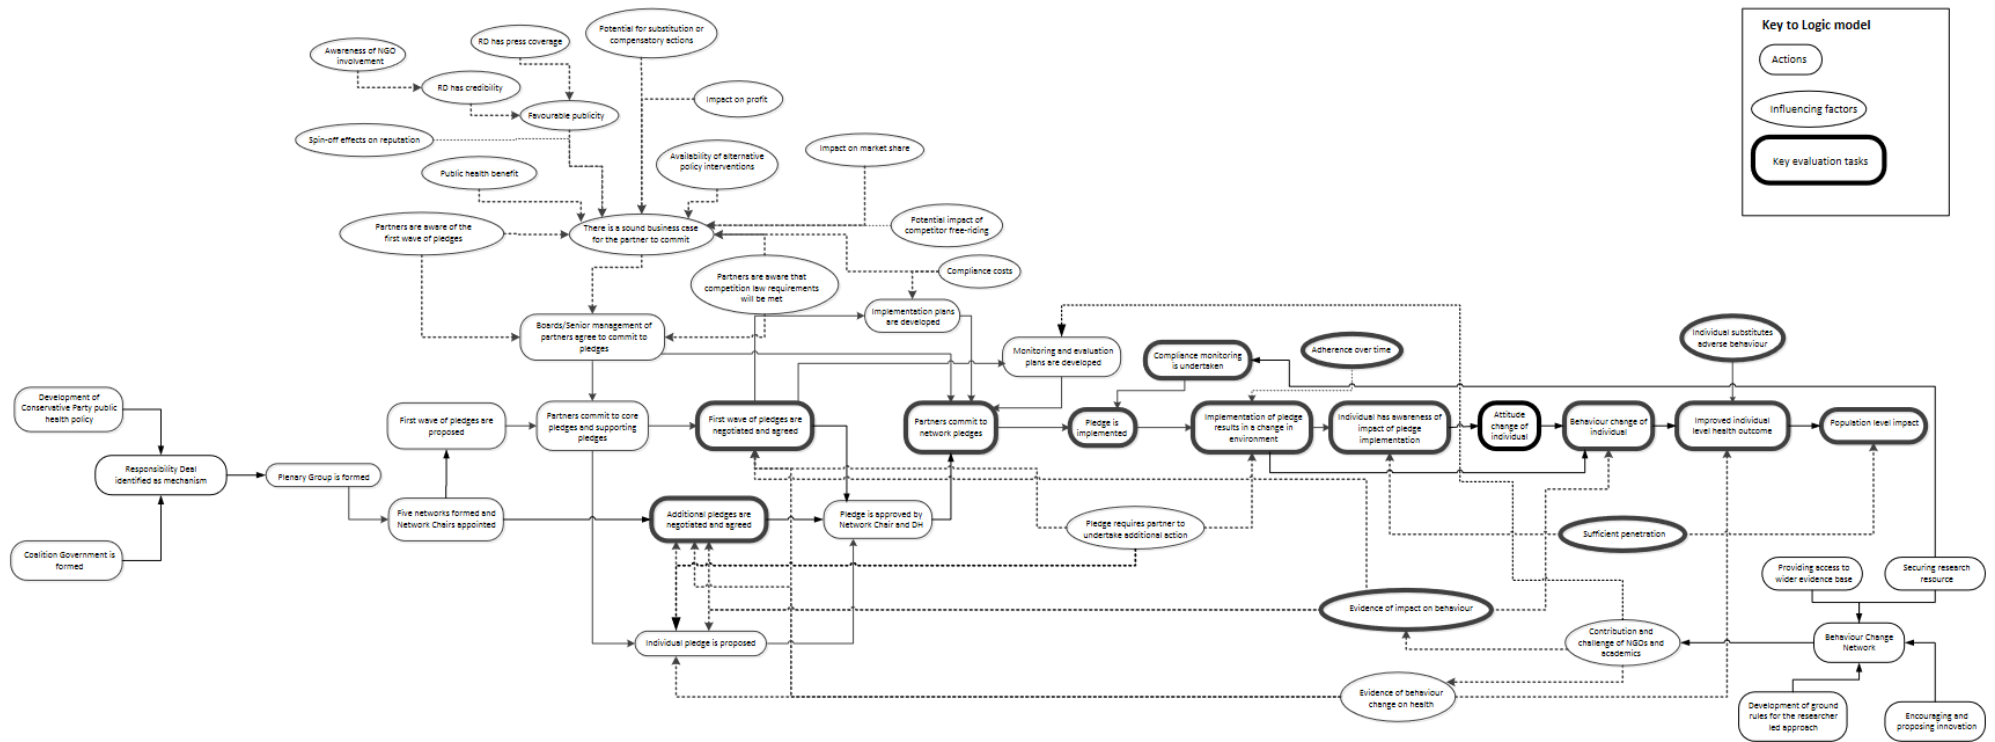 Key to Logic model
Actions
Influencing factors
Key evaluation tasks
Potential for substitution or
compensatory actions
RD has press coverage
Awareness of NGO
involvement
RD has credibility
Impact on profit
Favourable publicity
Spin-off effects on reputation
Availability of alternative
policy interventions
Impact on market share
Public health benefit
Partners are aware of the
first wave of pledges
There is a sound business case
for the partner to commit
Potential impact of
competitor free-riding
Partners are aware that
competition law requirements
will be met
Compliance costs
Implementation plans
are developed
Boards/Senior management of
partners agree to commit to
pledges
Monitoring and evaluation
plans are developed
Compliance monitoring
is undertaken
Adherence over time
Individual substitutes
adverse behaviour
Development of
Conservative Party public
health policy
First wave of pledges are
proposed
Partners commit to core
pledges and supporting
pledges
First wave of pledges are
negotiated and agreed
Partners commit to
network pledges
Pledge is
implemented
Implementation of pledge
results in a change in
environment
Individual has awareness of
impact of pledge
implementation
Attitude
change of
individual
Behaviour change of
individual
Improved individual
level health outcome
Population level impact
Responsibility Deal
identified as mechanism
Plenary Group is formed
Five networks formed and
Network Chairs appointed
Additional pledges are
negotiated and agreed
Pledge is approved by
Network Chair and DH
Pledge requires partner to
undertake additional action
Sufficient penetration
Coalition Government is
formed
Providing access to
wider evidence base
Securing research
resource
Evidence of impact on behaviour
Individual pledge is proposed
Contribution and
challenge of NGOs and
academics
Behaviour Change
Network
Evidence of behaviour
change on health
Development of ground
rules for the researcher
led approach
Encouraging and
proposing innovation